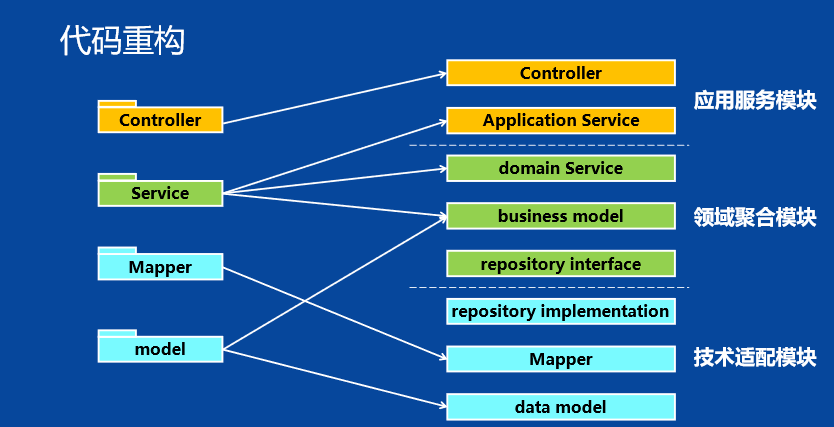 代码重构
Controller
Service
Mapper
model
Controller
Application Service
domain Service
business model
repository interface
repository implementation
Mapper
data model
应用服务模块
领域聚合模块
技术适配模块